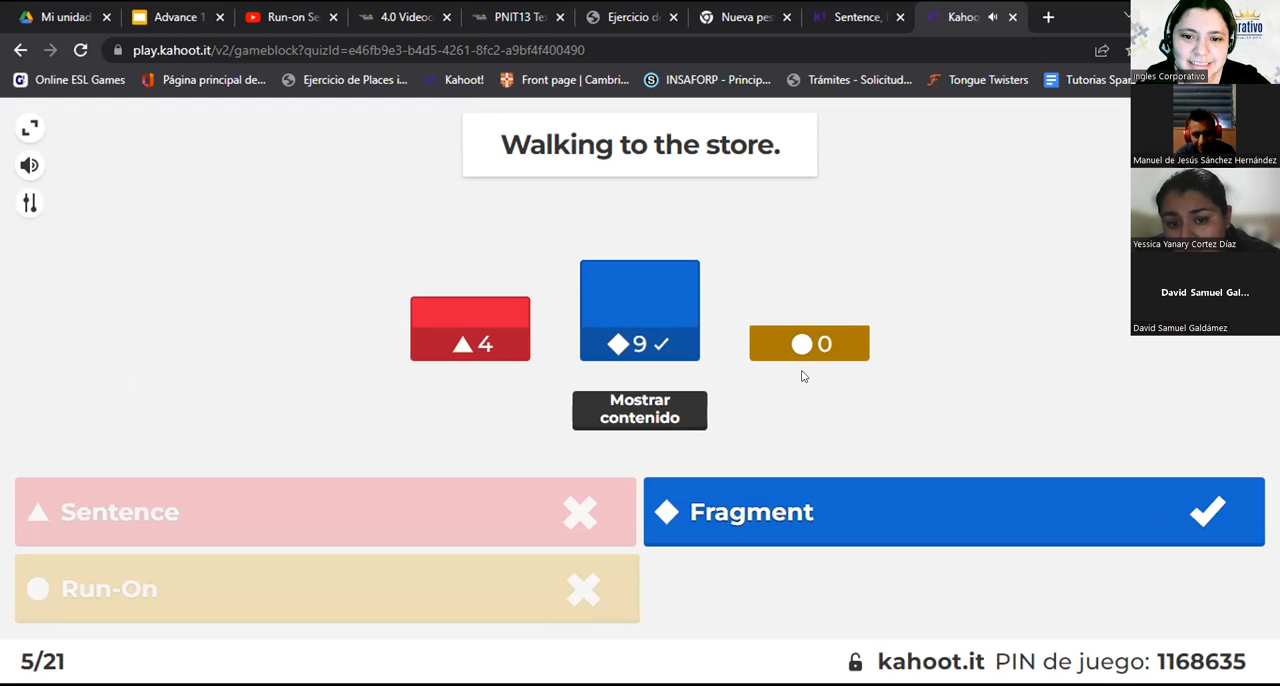 Mi unidad
Advance 1
Run-on Se
4.0 Videoc
PNIT13 Te
Ejercicio d
Nueva pes
Sentence,
Kahoo
play.kahoot.it/v2/gameblock?quizId=e46fb9e3-b4d5-4261-8fc2-a9bf4f400490
Online ESL Games
Página principal de...
Ejercicio de Places i...
Kahoot!
Front page | Cambri...
INSAFORP - Princip...
Trámites - Solicitud...
Tongue Twisters
Tutorias Spar
Ingles Corporativo
Manuel de Jesús Sánchez Hernández
Yessica Yanary Cortez Díaz
David Samuel Gal...
David Samuel Galdámez
Walking to the store.
4
9
0
Mostrar
contenido
Sentence
Fragment
Run-On
5/21
kahoot.it PIN de juego: 1168635